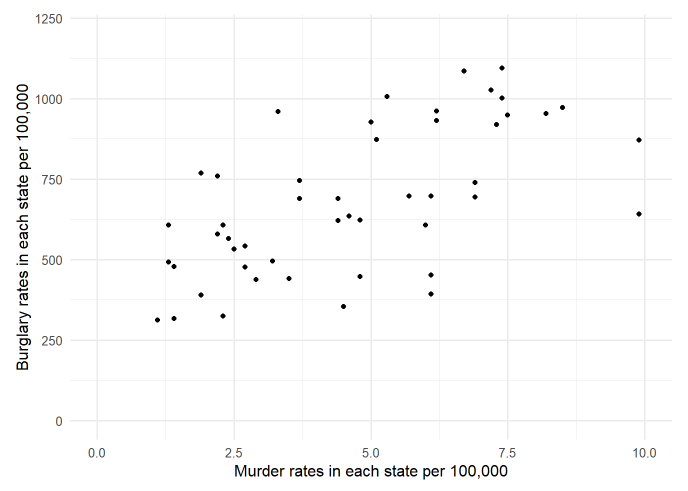 1250
1000
750
500
250
0
Burglary rates in each state per 100,000
0.0 2.5 5.0 7.5 10.0
Murder rates in each state per 100,000